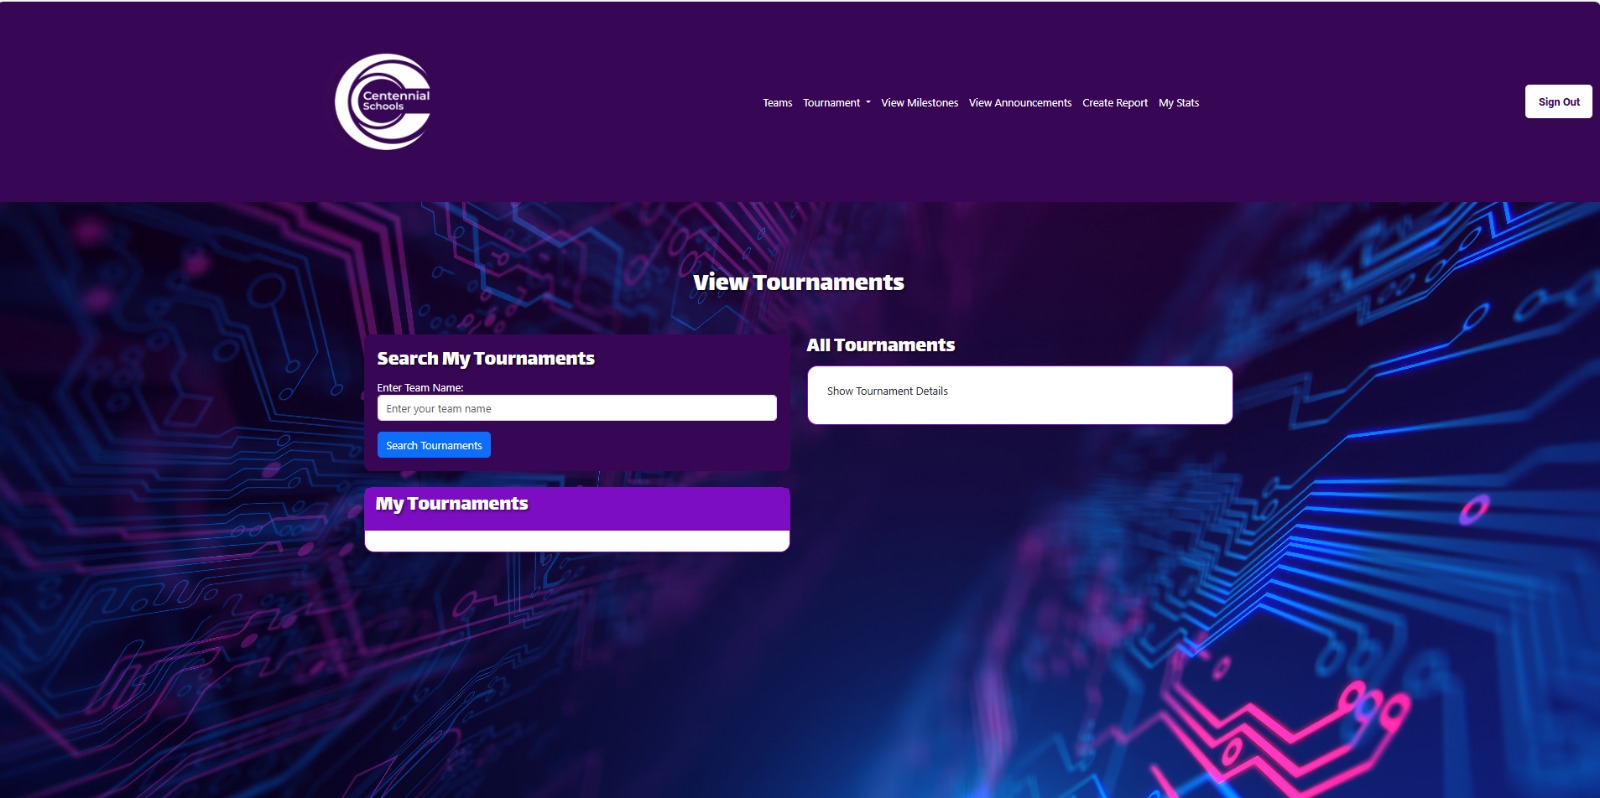 Centennial
Schools
Teams Tournament View Milestones View Announcements Create Report My Stats
Sign Out
View Tournaments
Search My Tournaments
Enter Team Name:
Enter your team name
Search Tournaments
My Tournaments
All Tournaments
Show Tournament Details